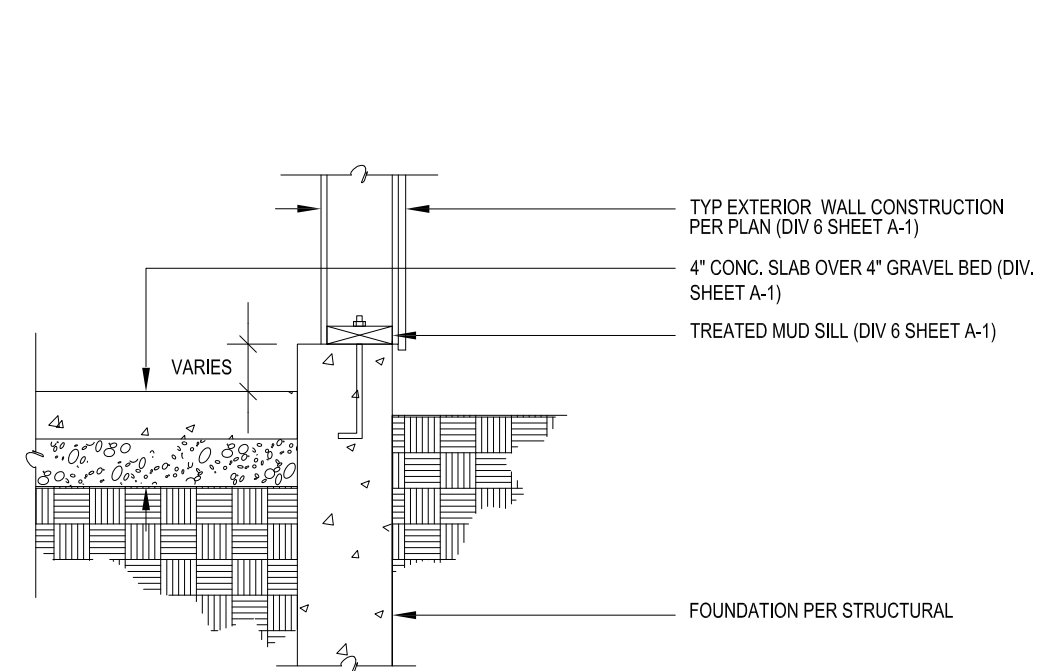 TYP EXTERIOR WALL CONSTRUCTION
PER PLAN (DIV 6 SHEET A-1)
4" CONC. SLAB OVER 4" GRAVEL BED (DIV.
SHEET A-1)
TREATED MUD SILL (DIV 6 SHEET A-1)
VARIES
FOUNDATION PER STRUCTURAL